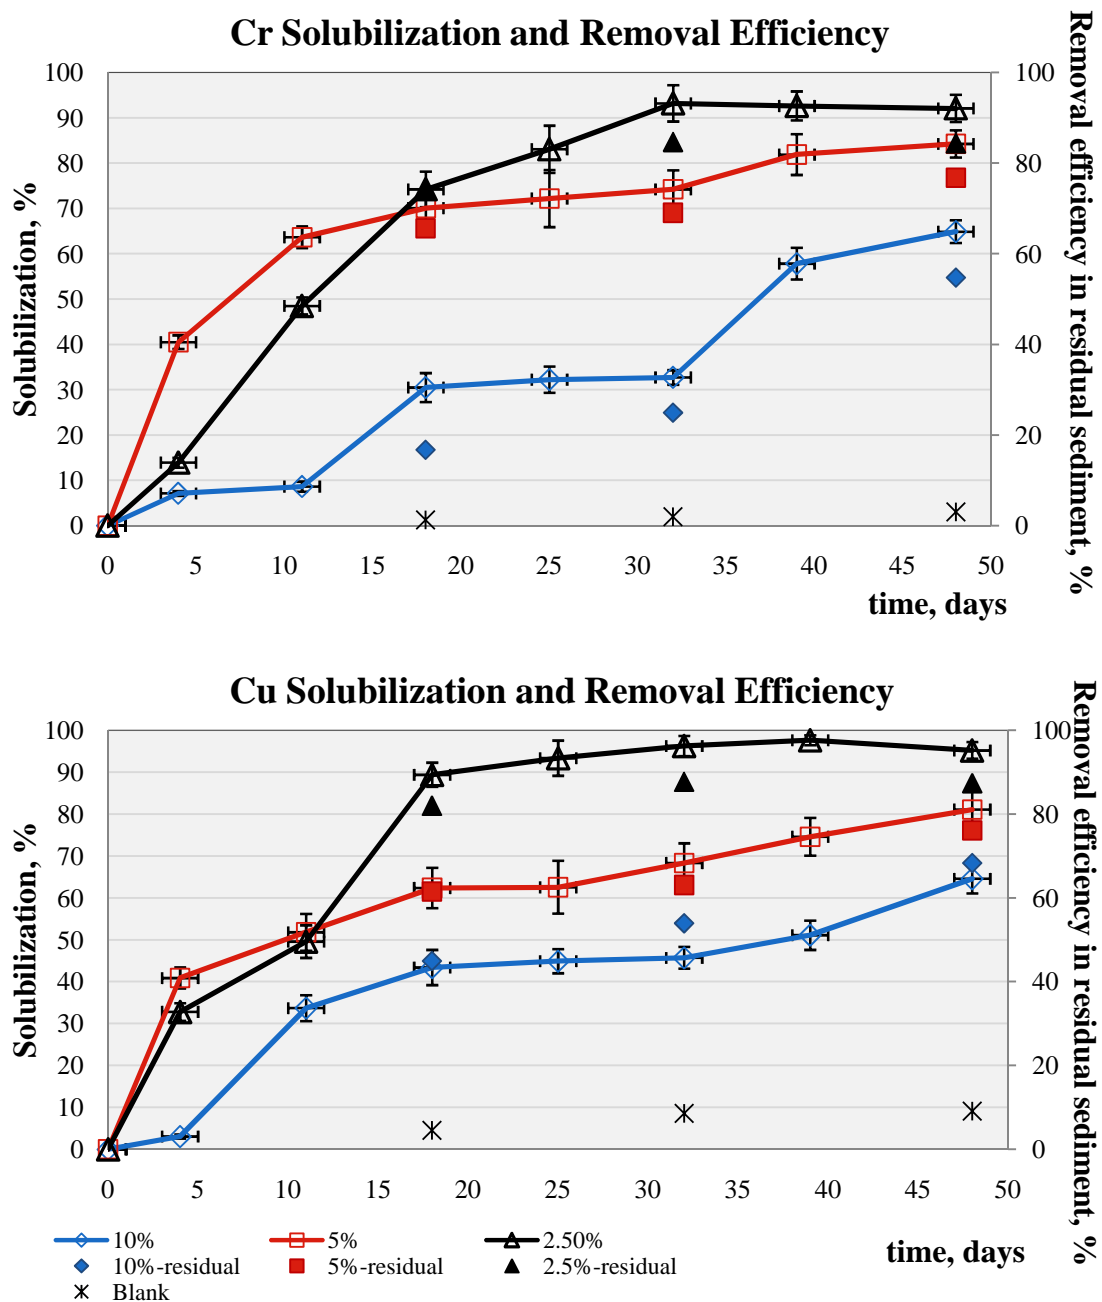 Cr Solubilization and Removal Efficiency
Solubilization, %
100
90
80
70
60
50
40
30
20
10
0
100
80
60
40
20
0
Removal efficiency in residual sediment, %
0 5 10 15 20 25 30 35 40 45 50
time, days
Cu Solubilization and Removal Efficiency
Solubilization, %
100
90
80
70
60
50
40
30
20
10
0
100
80
60
40
20
0
Removal efficiency in residual sediment, %
0 5 10 15 20 25 30 35 40 45 50
time, days
10% 5% 2.50%
10%-residual 5%-residual 2.5%-residual
Blank